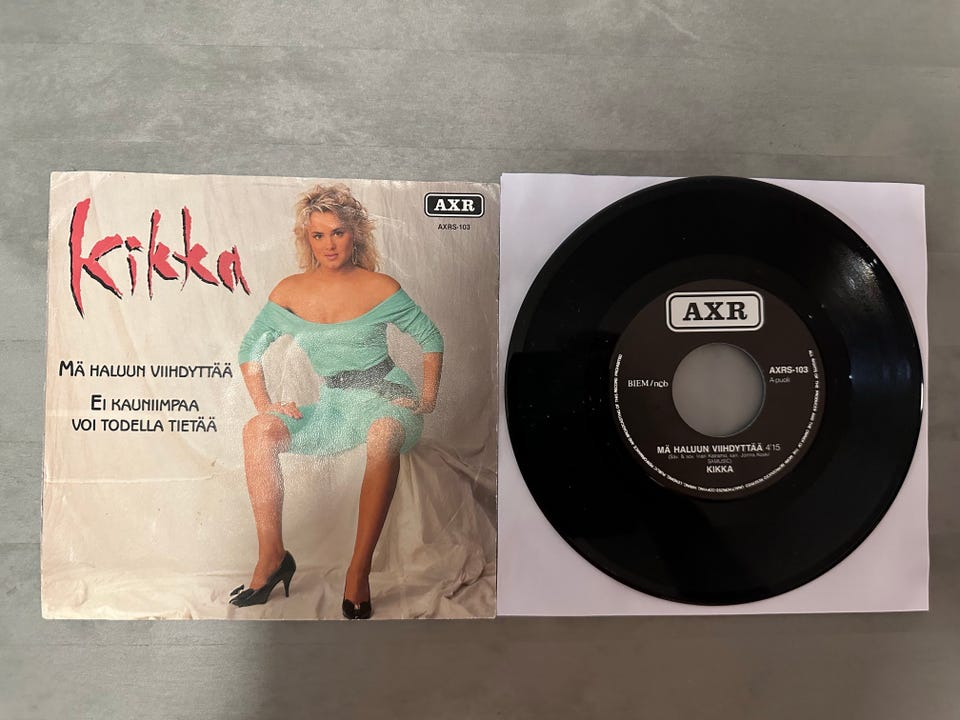 Kikka
AXR
AXRS-103
MÄ HALUUN VIIHDYTTÄÄ
EI KAUNIIMPAA
VOI TODELLA TIETÄÄ
AXR
BIEM/ncb
AXRS-103
A-puoli
MÄ HALUUN VIIHDYTTÄÄ 4'15
KIKKA